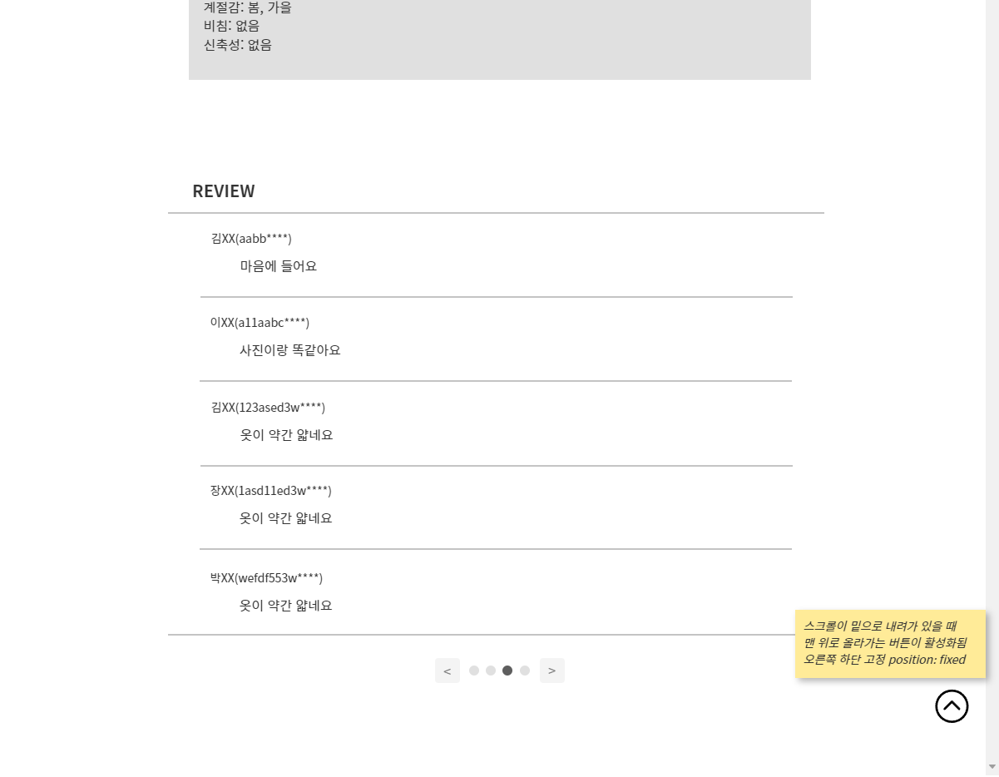 계절감: 봄, 가을
비침: 없음
신축성: 없음
REVIEW
김XX(aabb****)
마음에 들어요
이XX(a11aabc****)
사진이랑 똑같아요
김XX(123ased3w****)
옷이 약간 얇네요
장XX(1asd11ed3w****)
옷이 약간 얇네요
박XX(wefdf553w****)
옷이 약간 얇네요
스크롤이 밑으로 내려가 있을 때
맨 위로 올라가는 버튼이 활성화됨
오른쪽 하단 고정 position: fixed
< >